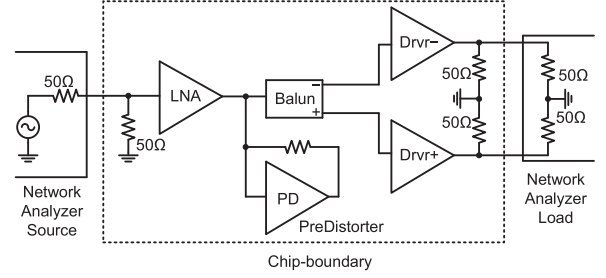 Drvr−
50Ω
50Ω
50Ω
LNA
Balun
−
+
50Ω
50Ω
50Ω
Drvr+
PD
PreDistorter
Network
Analyzer
Source
Network
Analyzer
Load
Chip-boundary